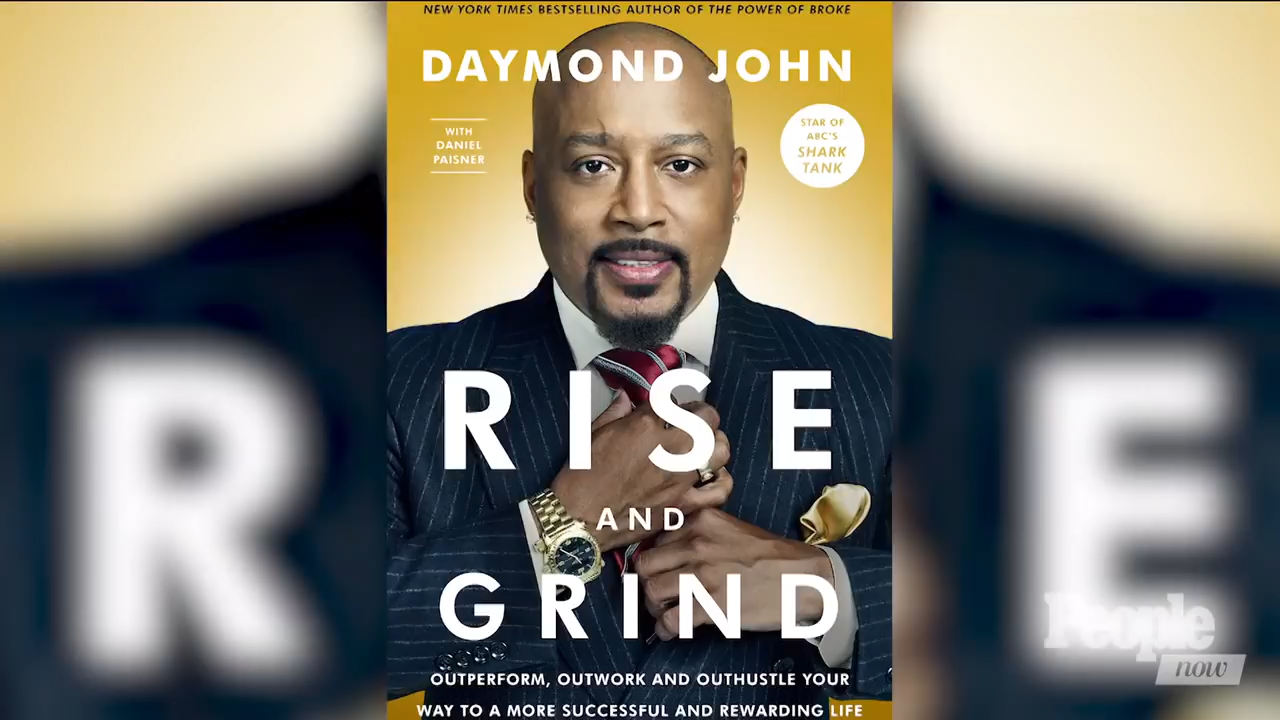 NEW YORK TIMES BESTSELLING AUTHOR OF THE POWER OF BROKE
DAYMOND JOHN
WITH
DANIEL
PAISNER
STAR OF
ABC'S
SHARK
TANK
RISE
AND
GRIND
OUTPERFORM, OUTWORK AND OUTHUSTLE YOUR
WAY TO A MORE SUCCESSFUL AND REWARDING LIFE
R
E
People
now